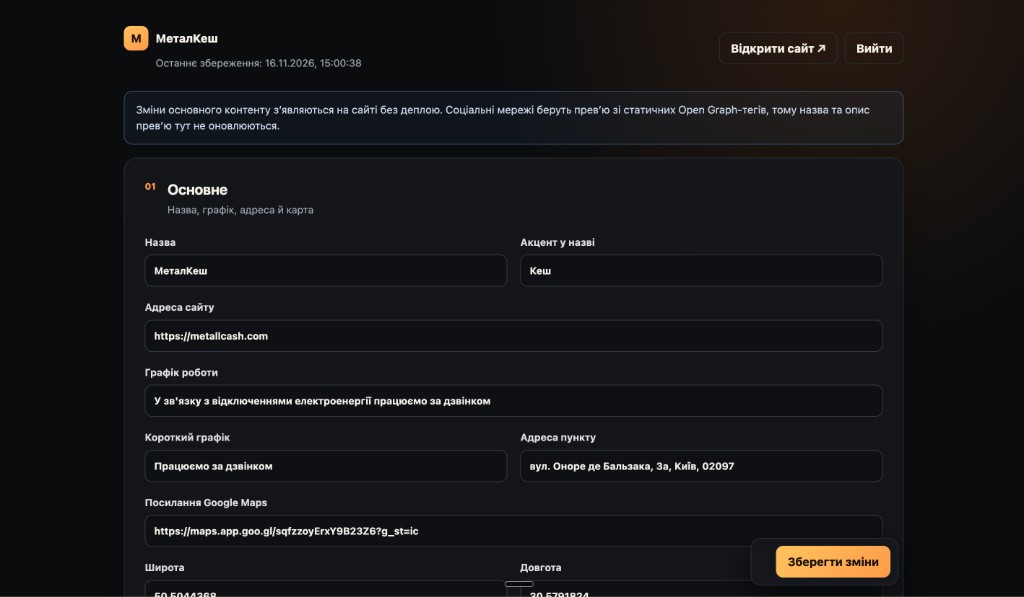 М
МеталКеш
Останнє збереження: 16.11.2026, 15:00:38
Відкрити сайт ↗
Вийти
Зміни основного контенту з'являються на сайті без деплою. Соціальні мережі беруть прев'ю зі статичних Open Graph-тегів, тому назва та опис
прев'ю тут не оновлюються.
01
Основне
Назва, графік, адреса й карта
Назва
Акцент у назві
МеталКеш
Кеш
Адреса сайту
https://metallcash.com
Графік роботи
У зв'язку з відключеннями електроенергії працюємо за дзвінком
Короткий графік
Адреса пункту
Працюємо за дзвінком
вул. Оноре де Бальзака, 3а, Київ, 02097
Посилання Google Maps
https://maps.app.goo.gl/sqfzzoyErxY9B23Z6?g_st=ic
Зберегти зміни
Широта
Довгота
50.5044368
30.5791824